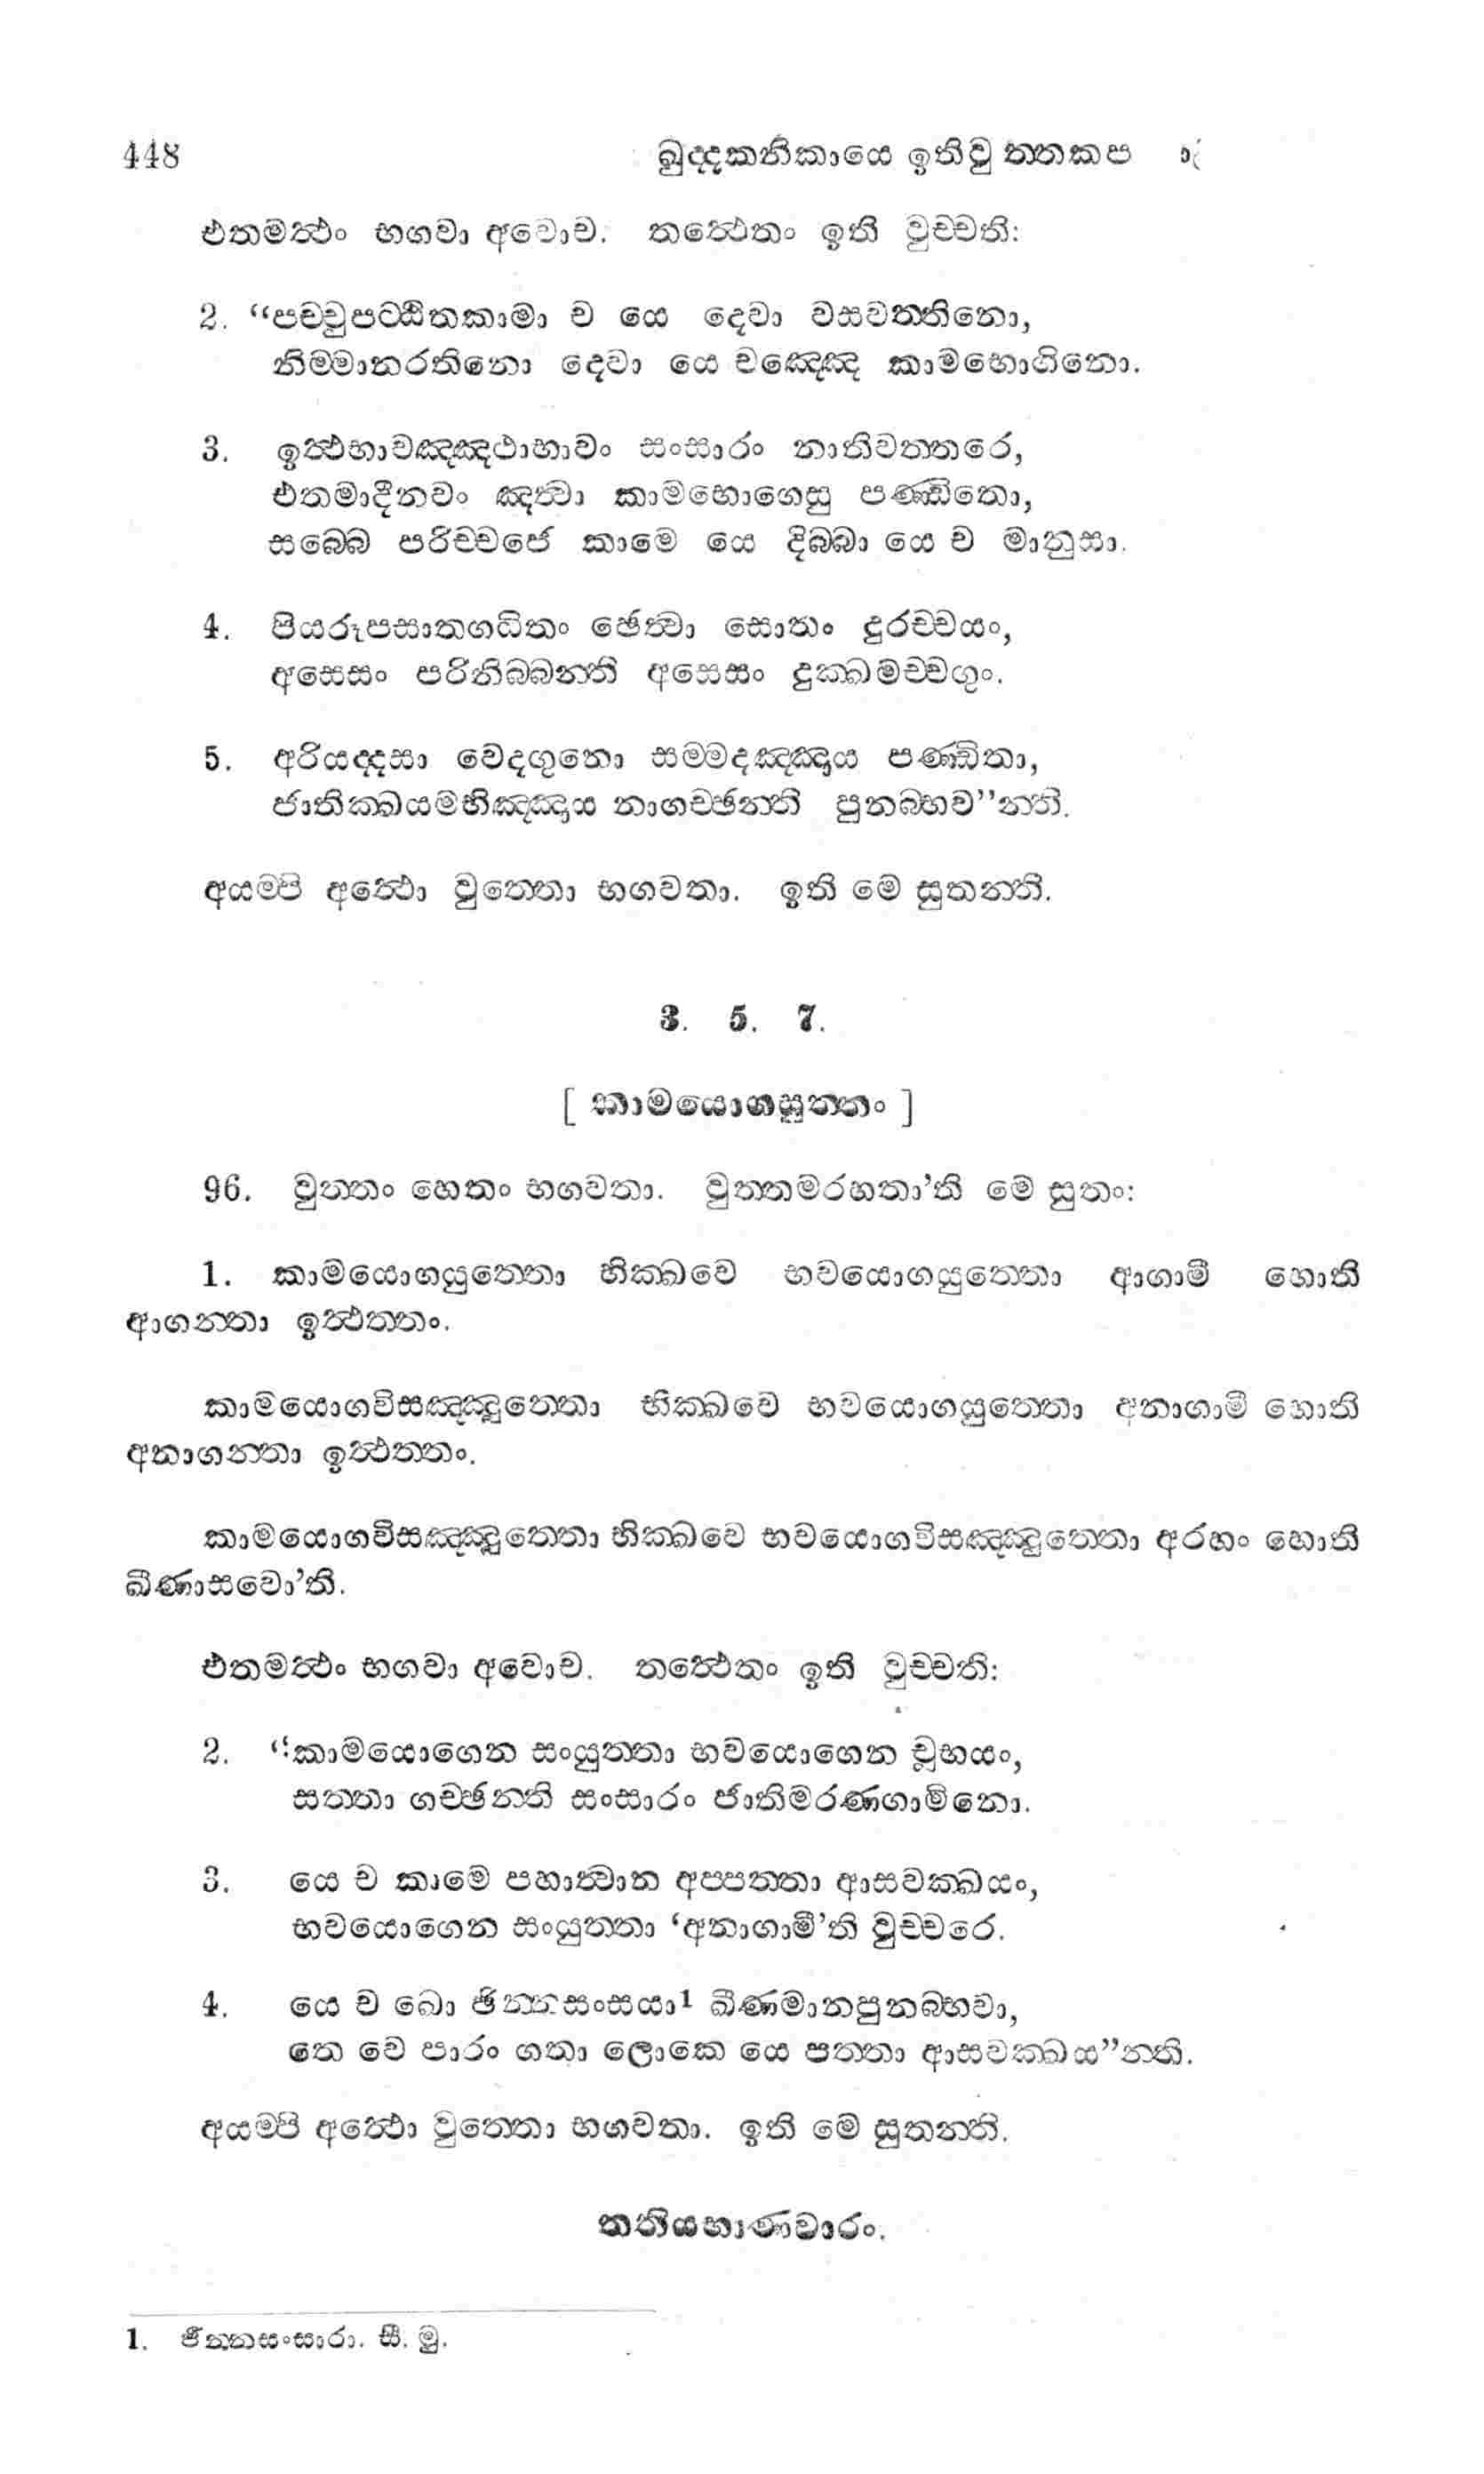 448 ඛුද්දකනිකායෙ ඉතිවුත්තකප
එතමත්ථං භගවා අවොච. තත්ථෙතං ඉති වුච්චති:
2. “පච්චුපට්ඨිතකාමා ච යෙ දෙවා වසවත්තිනො,
නිම්මානරතිනො දෙවා යෙ චඤ්ඤෙ කාමභොගිනො.
3. ඉත්ථභාවඤ්ඤථාභාවං සංසාරං නාතිවත්තරෙ,
එතමාදීනවං ඤත්වා කාමභොගෙසු පණ්ඩිතො,
සබ්බෙ පරිච්චජෙ කාමෙ යෙ දිබ්බා යෙ ච මානුසා.
4. පියරූපසාතගධිතං ඡෙත්වා සොතං දුරච්චයං,
අසෙසං පරිනිබ්බන්ති අසෙසං දුක්ඛමච්චගුං.
5. අරියද්දසා වෙදගුනො සම්මදඤ්ඤාය පණ්ඩිතා,
ජාතික්ඛයමභිඤ්ඤාය නාගච්ඡන්ති පුනබ්භව”න්ති.
අයම්පි අත්ථො වුත්තො භගවතා. ඉති මෙ සුතන්ති.
3. 5. 7.
[ කාමයොගසුත්තං ]
96. වුත්තං හෙතං භගවතා. වුත්තමරහතා’ති මෙ සුතං:
1. කාමයොගයුත්තො භික්ඛවෙ භවයොගයුත්තො ආගාමී හොති
ආගන්තා ඉත්ථත්තං.
කාමයොගවිසඤ්ඤුත්තො භික්ඛවෙ භවයොගයුත්තො අනාගාමී හොති
අනාගන්තා ඉත්ථත්තං.
කාමයොගවිසඤ්ඤුත්තො භික්ඛවෙ භවයොගවිසඤ්ඤුත්තො අරහං හොති
ඛීණාසවො’ති.
එතමත්ථං භගවා අවොච. තත්ථෙතං ඉති වුච්චති:
2. “කාමයොගෙන සංයුත්තා භවයොගෙන චූභයං,
සත්තා ගච්ඡන්ති සංසාරං ජාතිමරණගාමිනො.
3. යෙ ච කාමෙ පහාත්වාන අප්පත්තා ආසවක්ඛයං,
භවයොගෙන සංයුත්තා ‘අනාගාමී’ති වුච්චරෙ.
4. යෙ ච ඛො ඡින්නසංසයා1 ඛීණමානපුනබ්භවා,
තෙ වෙ පාරං ගතා ලොකෙ යෙ පත්තා ආසවක්ඛය”න්ති.
අයම්පි අත්ථො වුත්තො භගවතා. ඉති මෙ සුතන්ති.
තතියභාණවාරං.
1. ඡින්නසංසාරා. සී. මු.